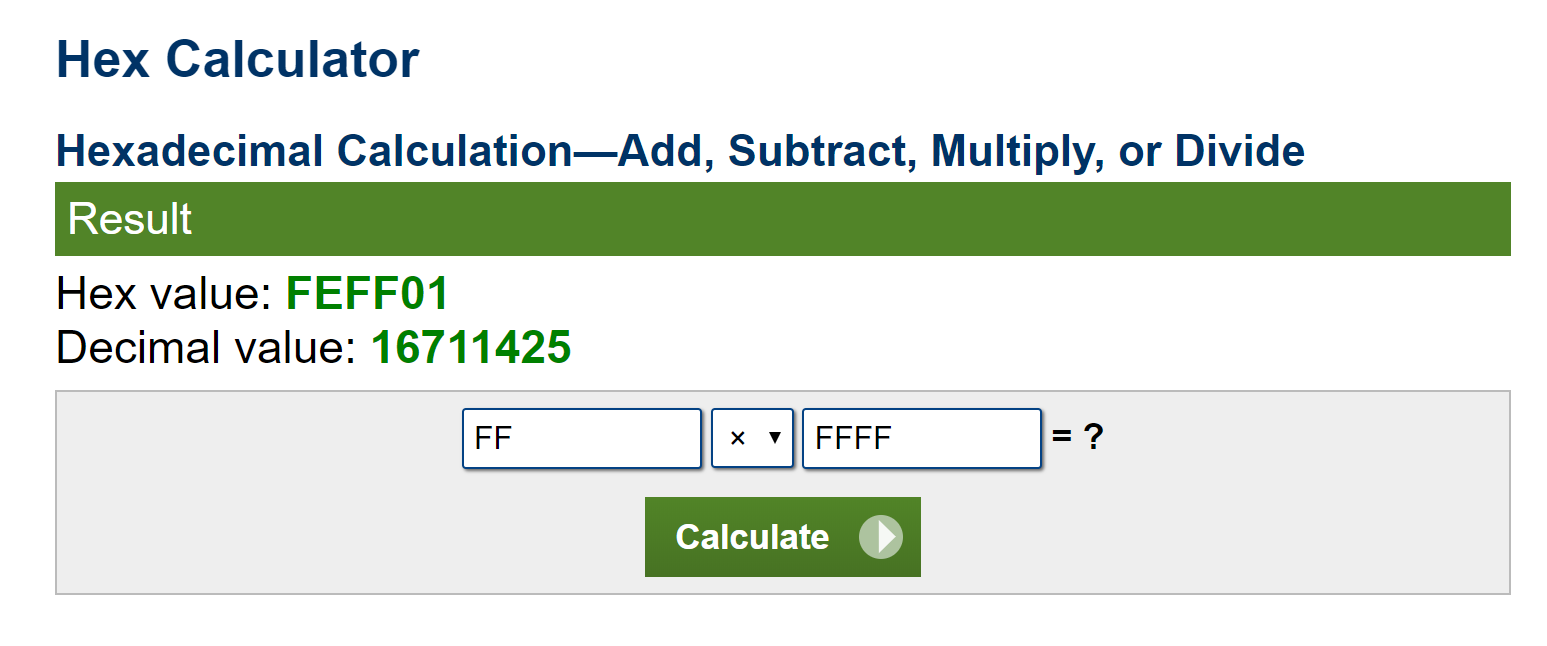 Hex Calculator
Hexadecimal Calculation—Add, Subtract, Multiply, or Divide
Result
Hex value: FEFF01
Decimal value: 16711425
FF × ▼ FFFF = ?
Calculate